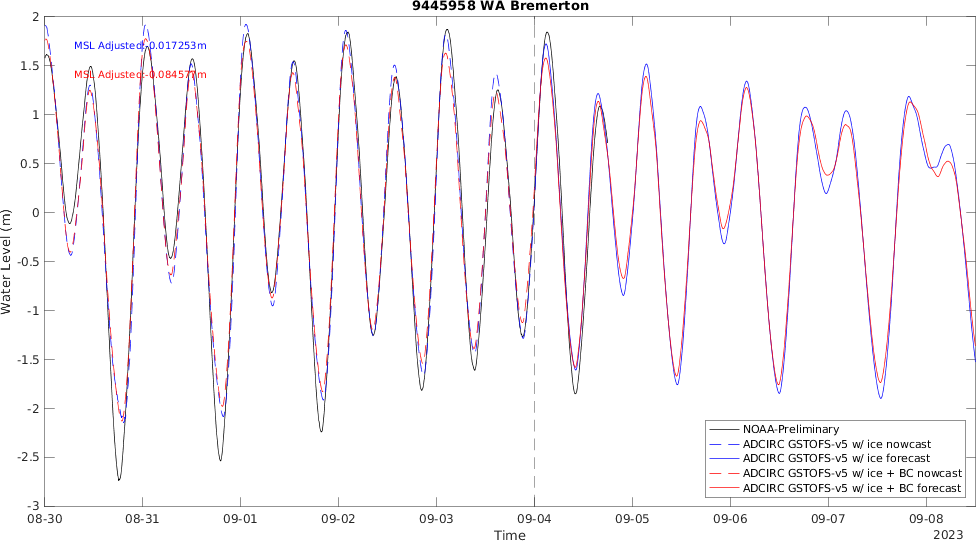 9445958 WA Bremerton
MSL Adjusted:-0.017253m
MSL Adjusted:-0.084577m
Water Level (m)
2
1.5
1
0.5
0
-0.5
-1
-1.5
-2
-2.5
-3
NOAA-Preliminary
ADCIRC GSTOFS-v5 w/ ice nowcast
ADCIRC GSTOFS-v5 w/ ice forecast
ADCIRC GSTOFS-v5 w/ ice + BC nowcast
ADCIRC GSTOFS-v5 w/ ice + BC forecast
08-30 08-31 09-01 09-02 09-03 09-04 09-05 09-06 09-07 09-08
Time
2023